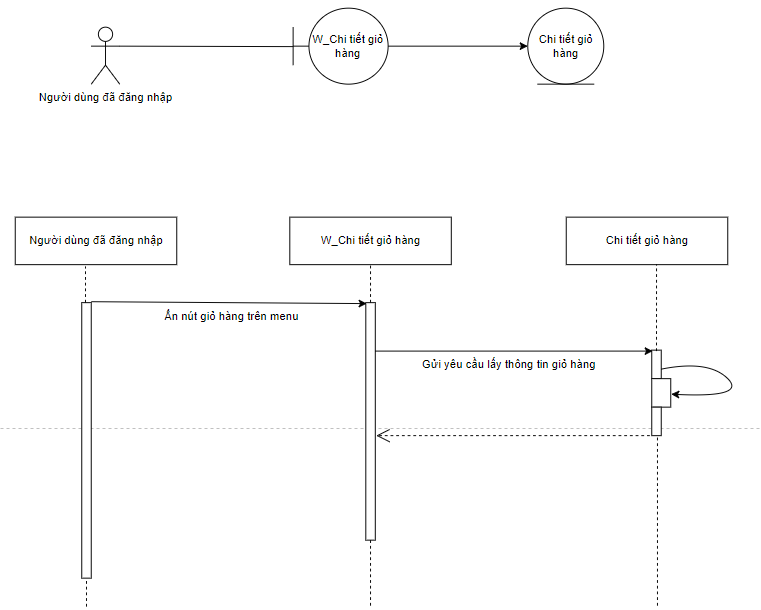 W_Chi tiết giỏ
hàng
Chi tiết giỏ
hàng
Người dùng đã đăng nhập
Người dùng đã đăng nhập
W_Chi tiết giỏ hàng
Chi tiết giỏ hàng
Ấn nút giỏ hàng trên menu
Gửi yêu cầu lấy thông tin giỏ hàng